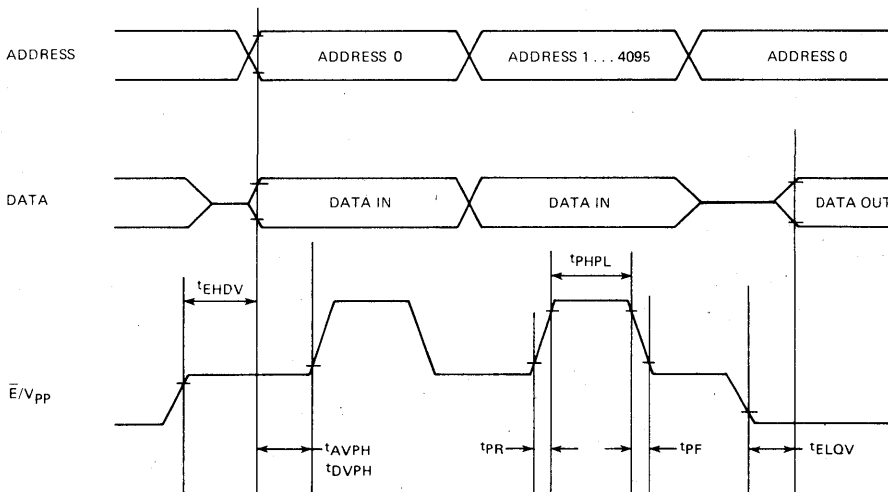 ADDRESS
ADDRESS 0
ADDRESS 1 . . . 4095
ADDRESS 0
DATA
DATA IN
DATA IN
DATA OUT
tEHDV
tPHPL
E̅/VPP
tAVPH
tDVPH
tPR
tPF
tELQV